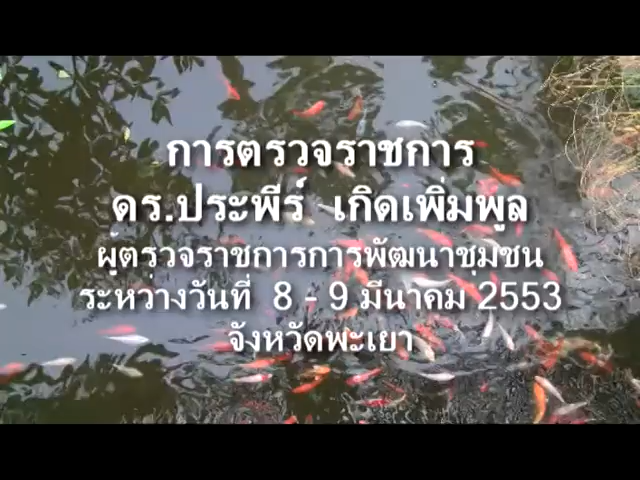 การตรวจราชการ
ดร.ประพีร์ เกิดเพิ่มพูล
ผู้ตรวจราชการการพัฒนาชุมชน
ระหว่างวันที่ 8 - 9 มีนาคม 2553
จังหวัดพะเยา